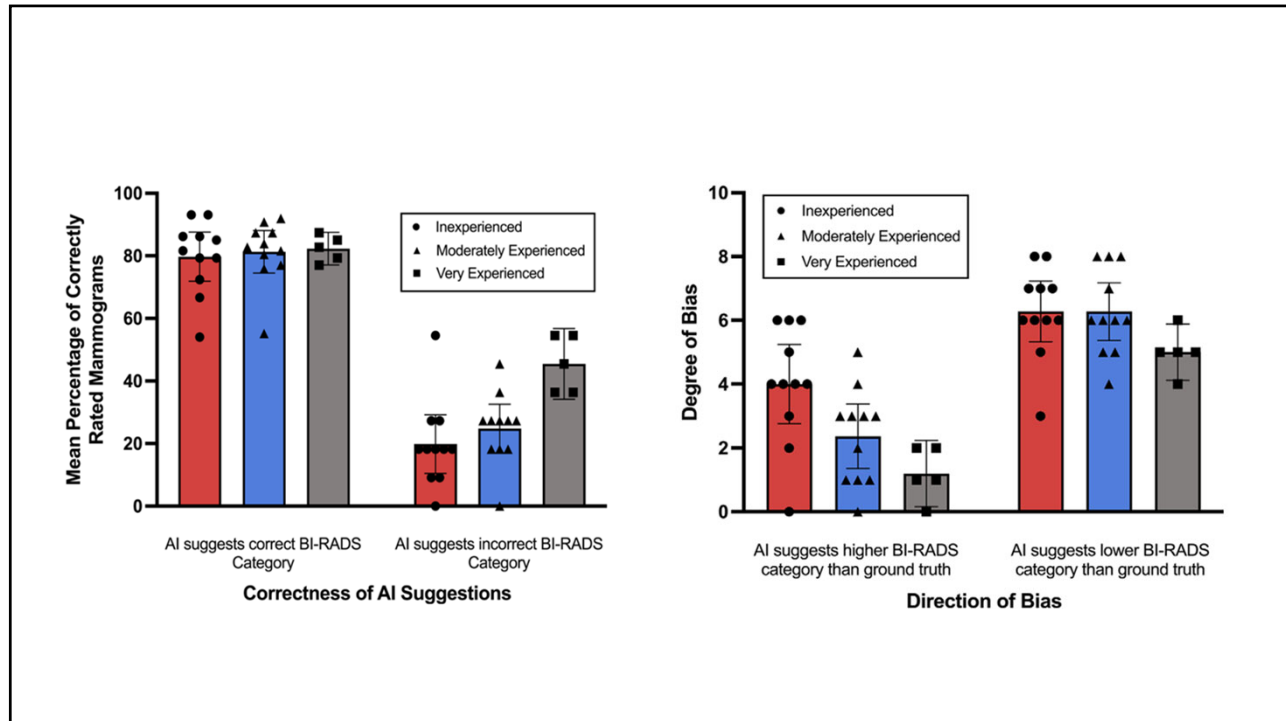 Mean Percentage of Correctly
Rated Mammograms
100
80
60
40
20
0
Inexperienced
Moderately Experienced
Very Experienced
AI suggests correct BI-RADS
Category
AI suggests incorrect BI-RADS
Category
Correctness of AI Suggestions
Degree of Bias
10
8
6
4
2
0
Inexperienced
Moderately Experienced
Very Experienced
AI suggests higher BI-RADS
category than ground truth
AI suggests lower BI-RADS
category than ground truth
Direction of Bias